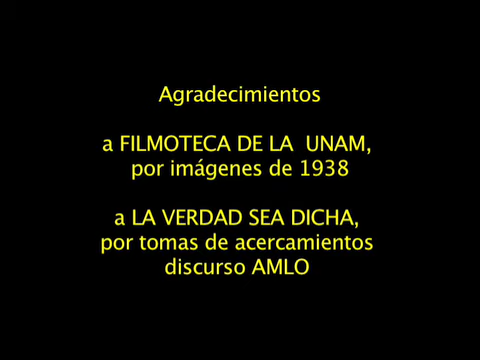 Agradecimientos
a FILMOTECA DE LA UNAM,
por imágenes de 1938
a LA VERDAD SEA DICHA,
por tomas de acercamientos
discurso AMLO